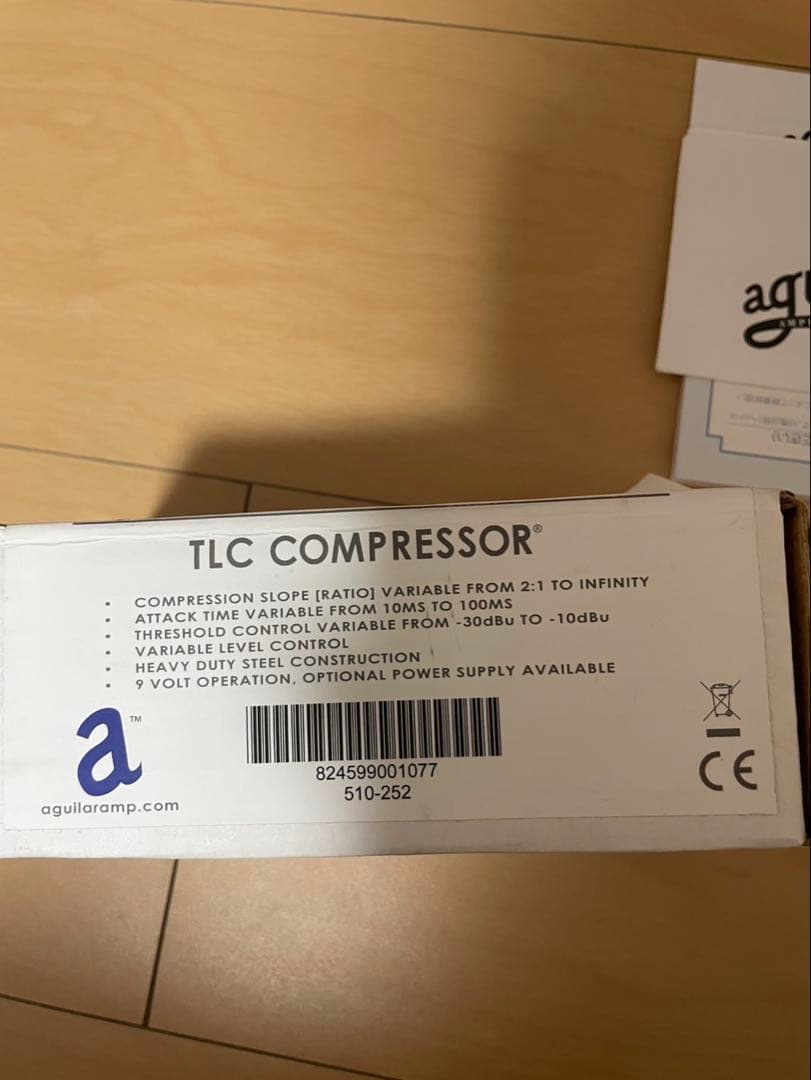 TLC COMPRESSOR®
• COMPRESSION SLOPE [RATIO] VARIABLE FROM 2:1 TO INFINITY
• ATTACK TIME VARIABLE FROM 10MS TO 100MS
• THRESHOLD CONTROL VARIABLE FROM -30dBu TO -10dBu
• VARIABLE LEVEL CONTROL
• HEAVY DUTY STEEL CONSTRUCTION
• 9 VOLT OPERATION, OPTIONAL POWER SUPPLY AVAILABLE
a™
aguilaramp.com
824599001077
510-252
CE